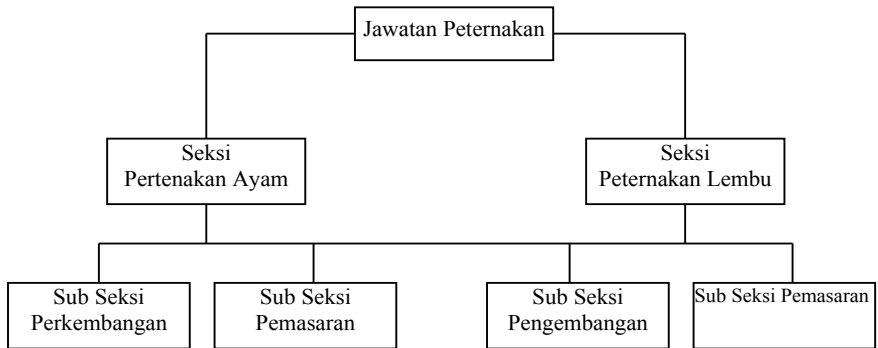 Jawatan Peternakan
Seksi
Pertenakan Ayam
Seksi
Peternakan Lembu
Sub Seksi
Perkembangan
Sub Seksi
Pemasaran
Sub Seksi
Pengembangan
Sub Seksi Pemasaran